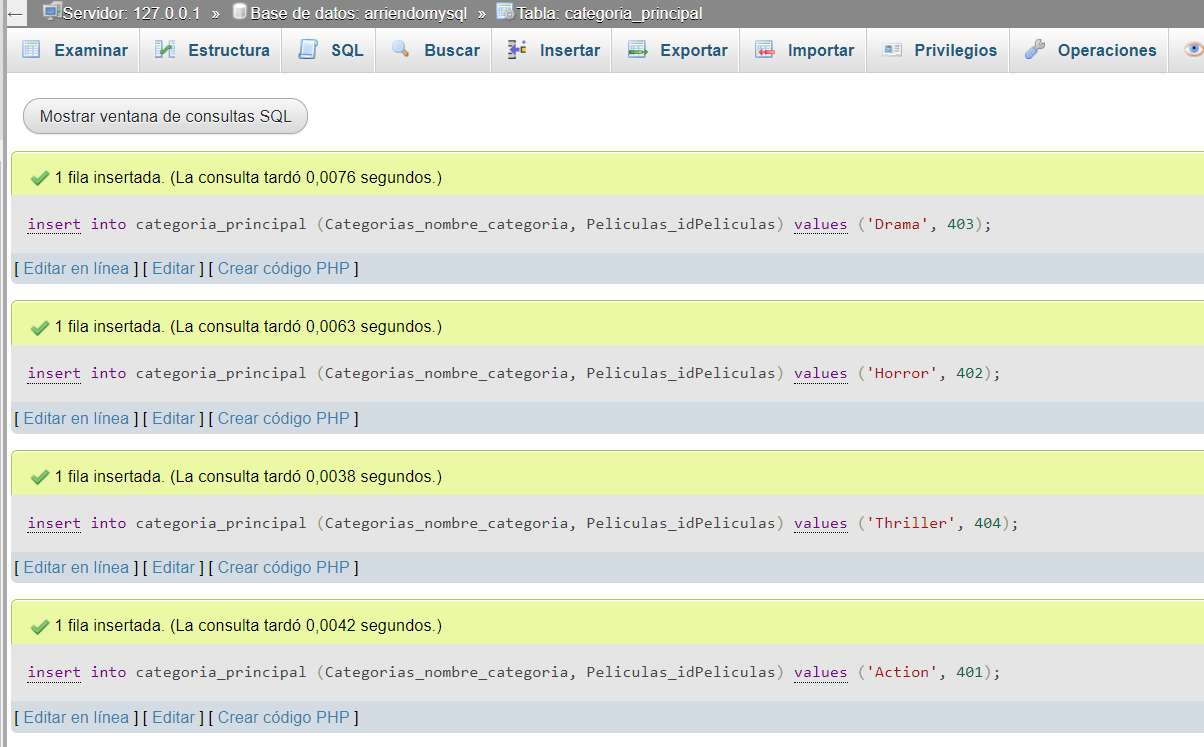 ← Servidor: 127.0.0.1 » Base de datos: arriendomysql » Tabla: categoria_principal
Examinar Estructura SQL Buscar Insertar Exportar Importar Privilegios Operaciones
Mostrar ventana de consultas SQL
1 fila insertada. (La consulta tardó 0,0076 segundos.)
insert into categoria_principal (Categorias_nombre_categoria, Peliculas_idPeliculas) values ('Drama', 403);
[ Editar en línea ] [ Editar ] [ Crear código PHP ]
1 fila insertada. (La consulta tardó 0,0063 segundos.)
insert into categoria_principal (Categorias_nombre_categoria, Peliculas_idPeliculas) values ('Horror', 402);
[ Editar en línea ] [ Editar ] [ Crear código PHP ]
1 fila insertada. (La consulta tardó 0,0038 segundos.)
insert into categoria_principal (Categorias_nombre_categoria, Peliculas_idPeliculas) values ('Thriller', 404);
[ Editar en línea ] [ Editar ] [ Crear código PHP ]
1 fila insertada. (La consulta tardó 0,0042 segundos.)
insert into categoria_principal (Categorias_nombre_categoria, Peliculas_idPeliculas) values ('Action', 401);
[ Editar en línea ] [ Editar ] [ Crear código PHP ]